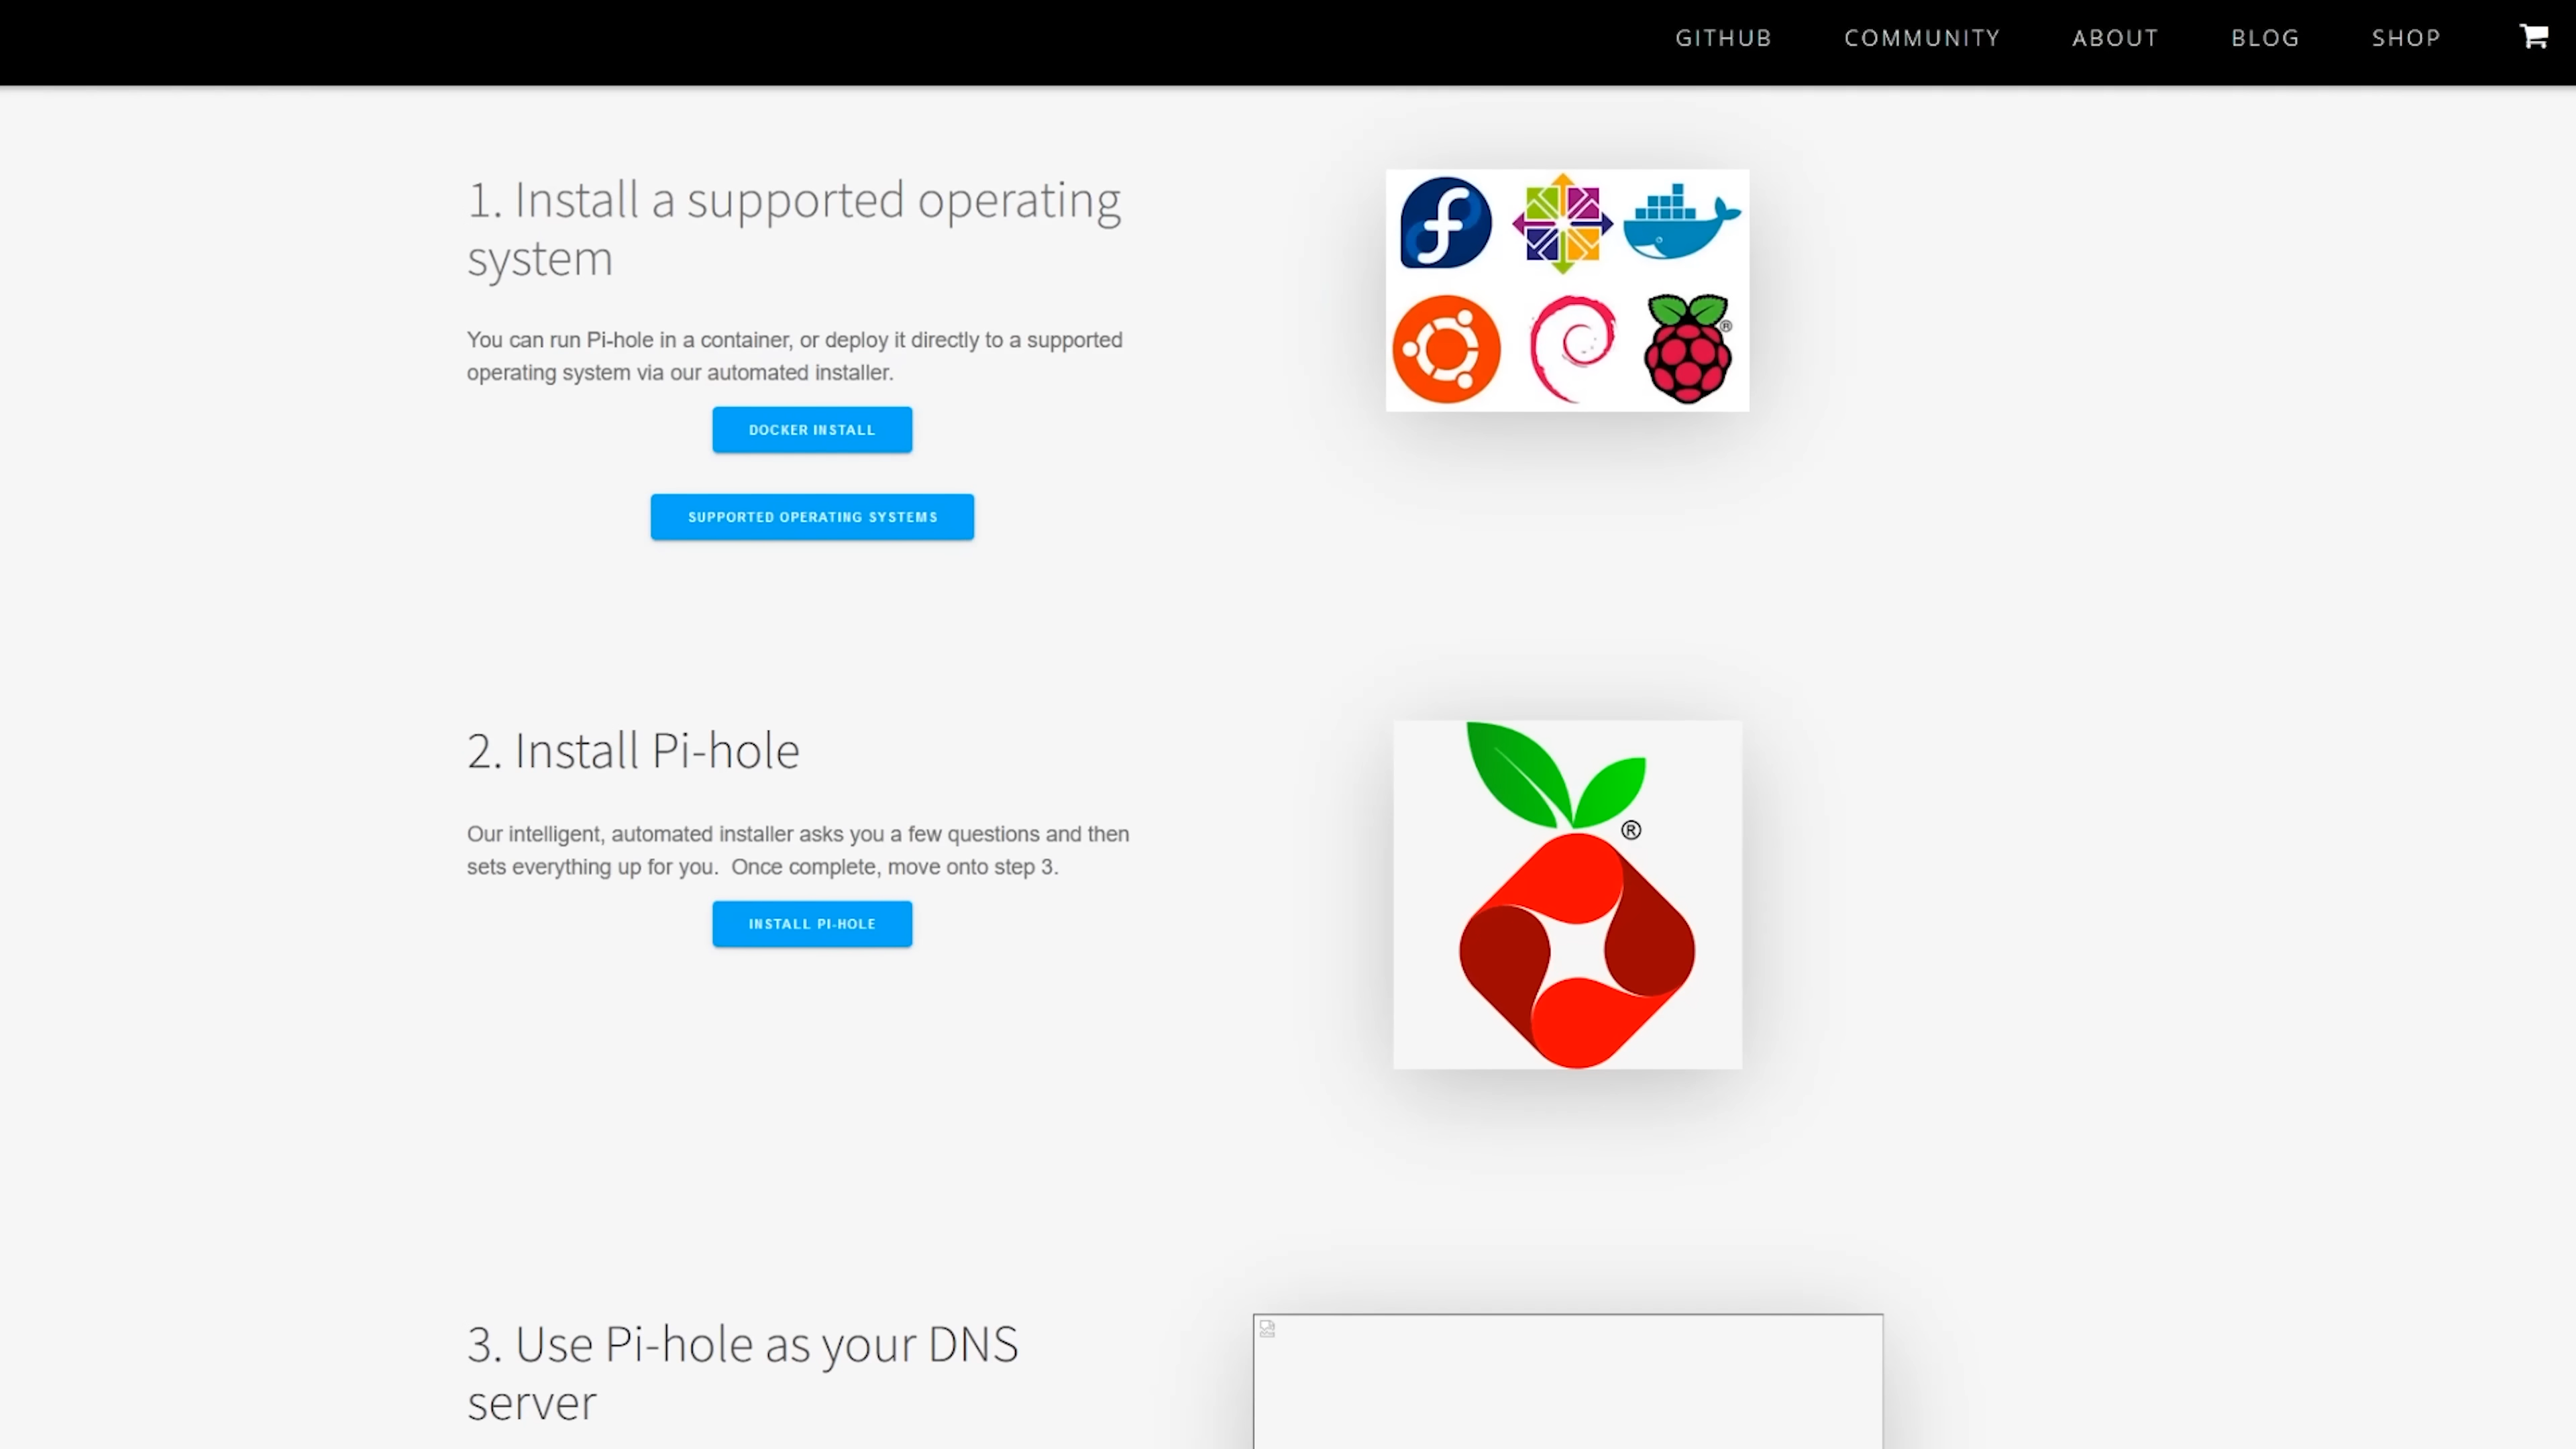 GITHUB COMMUNITY ABOUT BLOG SHOP
1. Install a supported operating
system
You can run Pi-hole in a container, or deploy it directly to a supported
operating system via our automated installer.
DOCKER INSTALL
SUPPORTED OPERATING SYSTEMS
®
2. Install Pi-hole
Our intelligent, automated installer asks you a few questions and then
sets everything up for you.  Once complete, move onto step 3.
INSTALL PI-HOLE
®
3. Use Pi-hole as your DNS
server